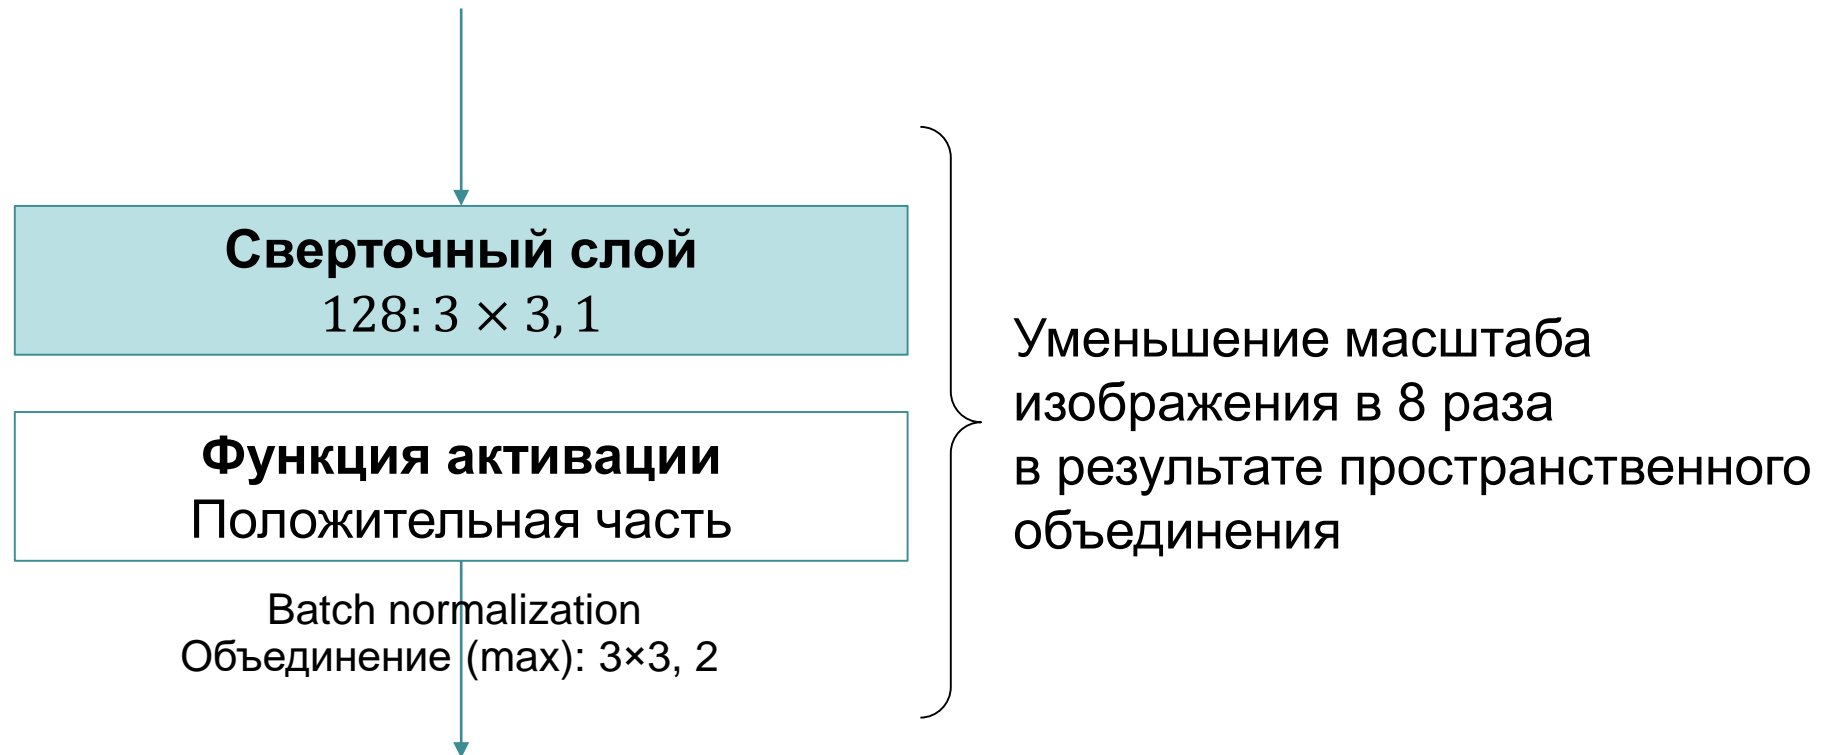 Сверточный слой
128: 3 × 3, 1
Функция активации
Положительная часть
Batch normalization
Объединение (max): 3×3, 2
Уменьшение масштаба
изображения в 8 раза
в результате пространственного
объединения